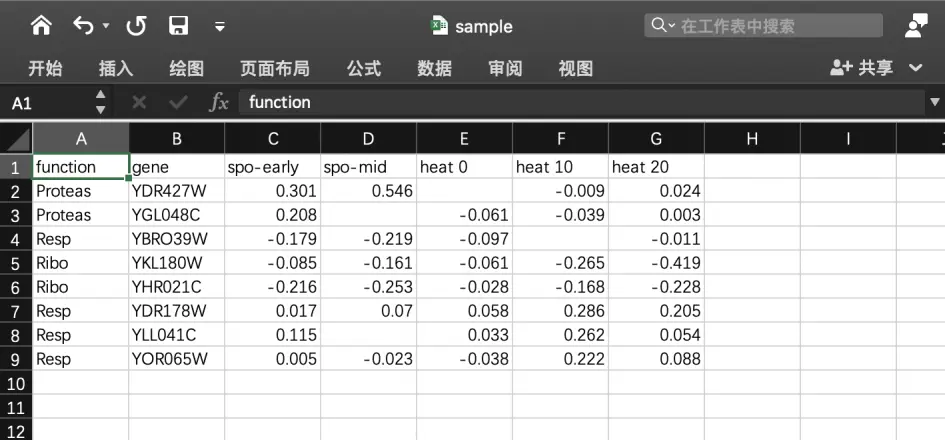 sample
在工作表中搜索
开始 插入 绘图 页面布局 公式 数据 审阅 视图 共享
A1 fx function
A B C D E F G H I J
1 function gene spo-early spo-mid heat 0 heat 10 heat 20
2 Proteas YDR427W 0.301 0.546 -0.009 0.024
3 Proteas YGL048C 0.208 -0.061 -0.039 0.003
4 Resp YBRO39W -0.179 -0.219 -0.097 -0.011
5 Ribo YKL180W -0.085 -0.161 -0.061 -0.265 -0.419
6 Ribo YHR021C -0.216 -0.253 -0.028 -0.168 -0.228
7 Resp YDR178W 0.017 0.07 0.058 0.286 0.205
8 Resp YLL041C 0.115 0.033 0.262 0.054
9 Resp YOR065W 0.005 -0.023 -0.038 0.222 0.088
10
11
12